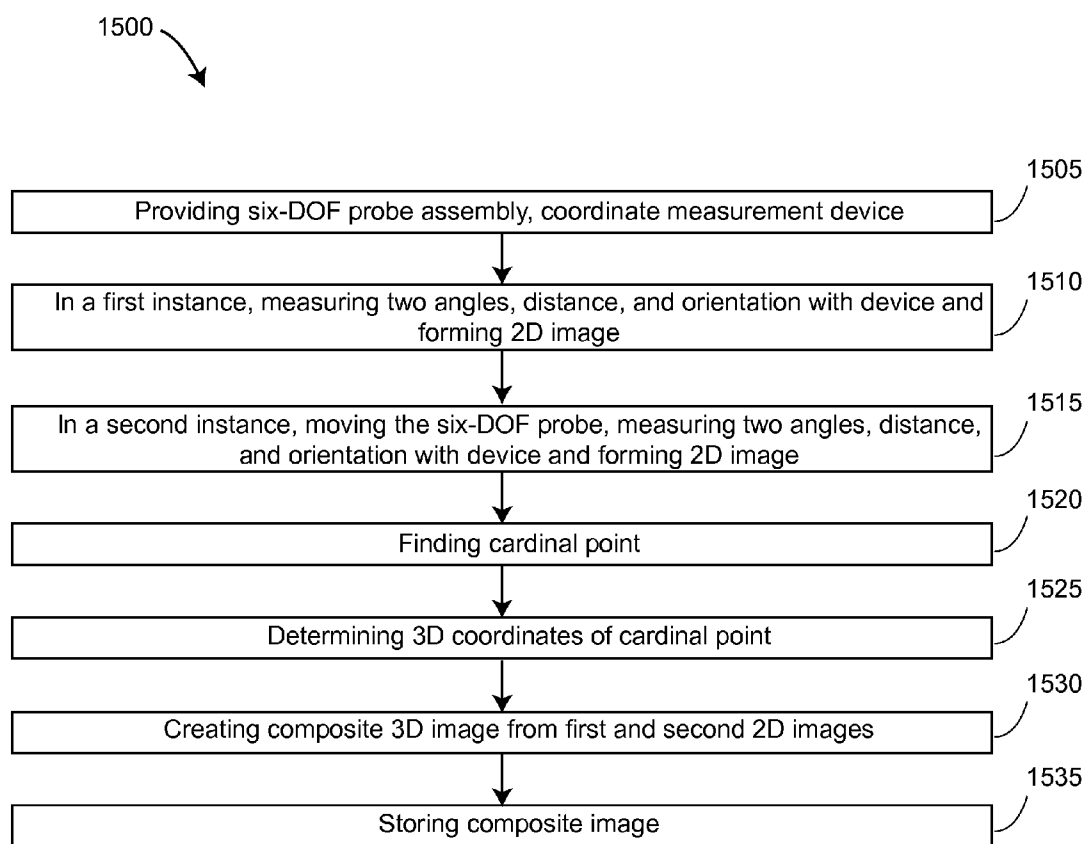 1500
1505
Providing six-DOF probe assembly, coordinate measurement device
1510
In a first instance, measuring two angles, distance, and orientation with device and
forming 2D image
1515
In a second instance, moving the six-DOF probe, measuring two angles, distance,
and orientation with device and forming 2D image
1520
Finding cardinal point
1525
Determining 3D coordinates of cardinal point
1530
Creating composite 3D image from first and second 2D images
1535
Storing composite image